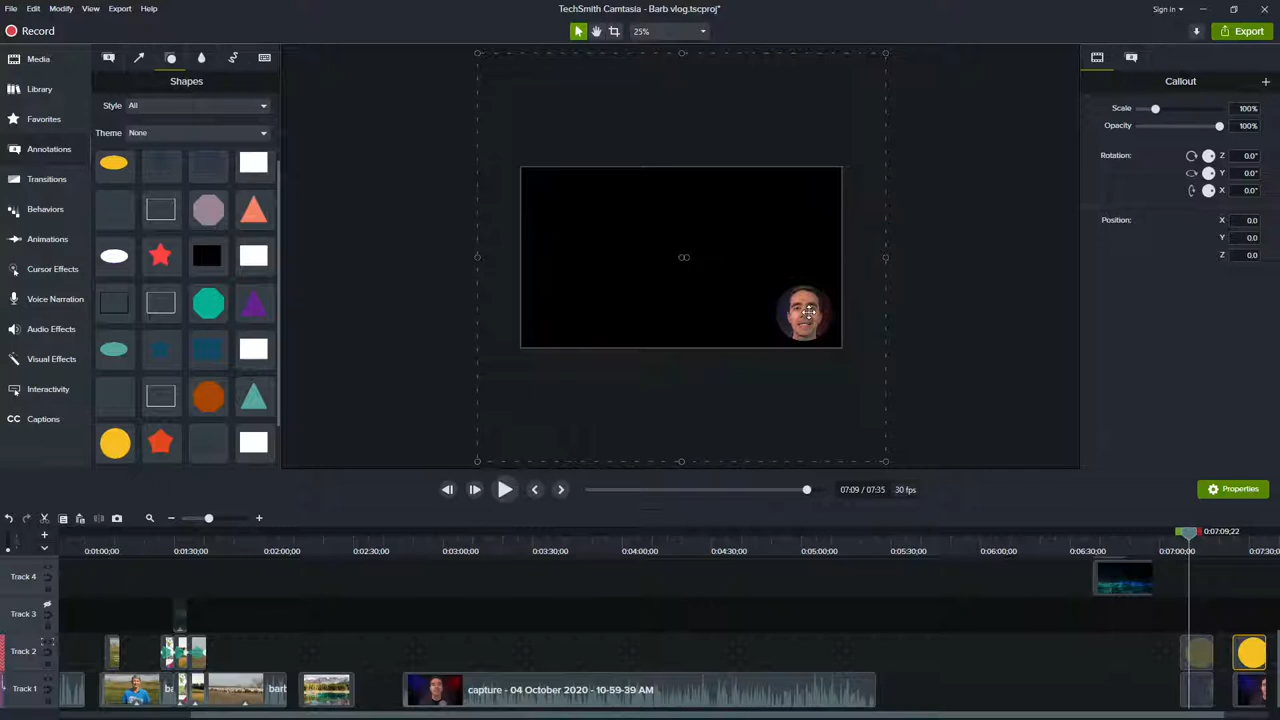 File Edit Modify View Export Help
TechSmith Camtasia - Barb vlog.tscproj*
Sign in
Record
25%
Export
Media
Library
Favorites
Annotations
Transitions
Behaviors
Animations
Cursor Effects
Voice Narration
Audio Effects
Visual Effects
Interactivity
CC Captions
Shapes
Style All
Theme None
Callout
Scale 100%
Opacity 100%
Rotation: Z 0.0°
Y 0.0°
X 0.0°
Position: X 0.0
Y 0.0
Z 0.0
07:09 / 07:35 30 fps
Properties
0:07:09;22
0:01:00;00 0:01:30;00 0:02:00;00 0:02:30;00 0:03:00;00 0:03:30;00 0:04:00;00 0:04:30;00 0:05:00;00 0:05:30;00 0:06:00;00 0:06:30;00 0:07:00;00 0:07:30;00
Track 4
Track 3
Track 2
Track 1
ba
barb
capture - 04 October 2020 - 10-59-39 AM